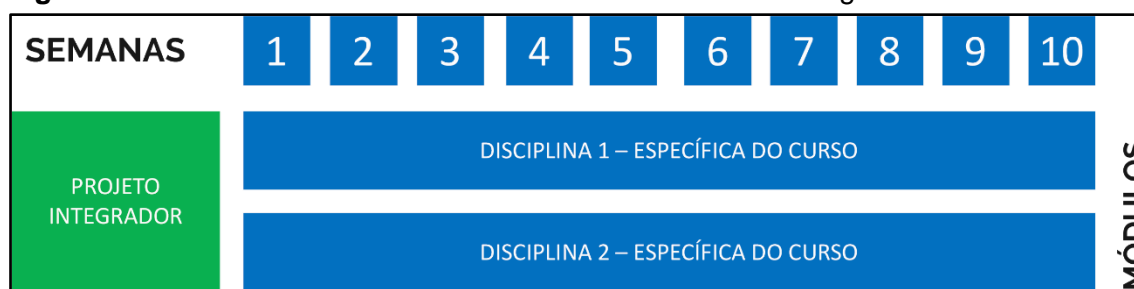 SEMANAS 1 2 3 4 5 6 7 8 9 10
DISCIPLINA 1 – ESPECÍFICA DO CURSO
PROJETO
INTEGRADOR
DISCIPLINA 2 – ESPECÍFICA DO CURSO
MÓDULOS